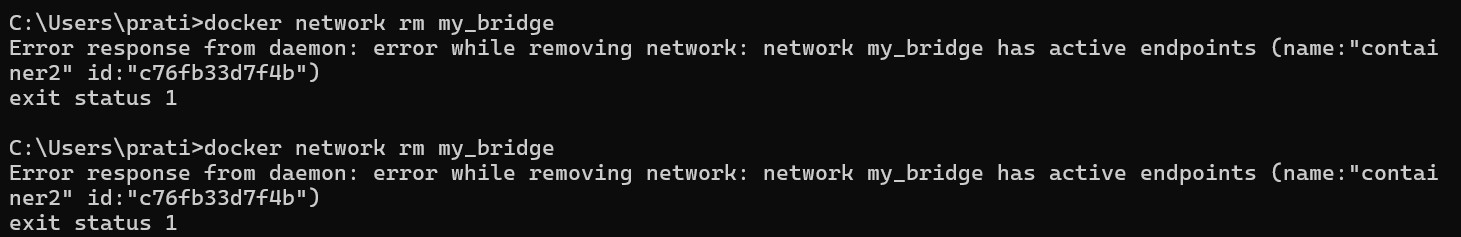 C:\Users\prati>docker network rm my_bridge
Error response from daemon: error while removing network: network my_bridge has active endpoints (name:"contai
ner2" id:"c76fb33d7f4b")
exit status 1
C:\Users\prati>docker network rm my_bridge
Error response from daemon: error while removing network: network my_bridge has active endpoints (name:"contai
ner2" id:"c76fb33d7f4b")
exit status 1